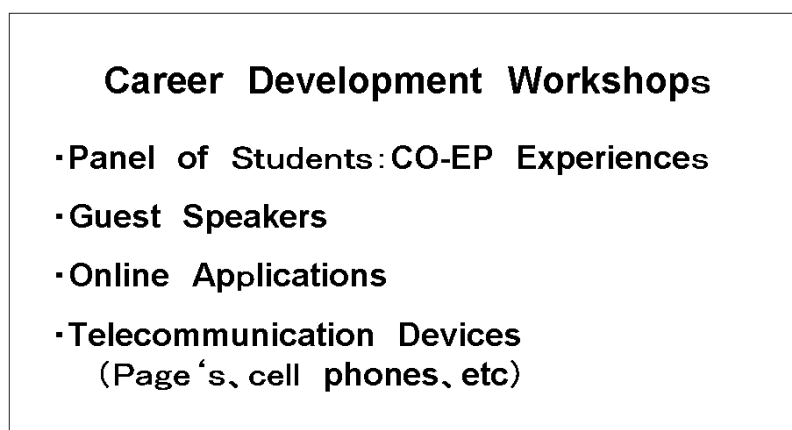 Career Development Workshops
・Panel of Students:CO-EP Experiences
・Guest Speakers
・Online Applications
・Telecommunication Devices
(Page‘s、cell phones、etc)